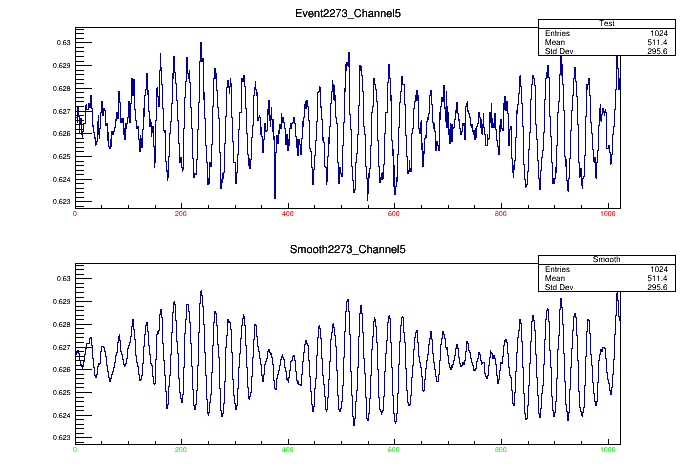 Event2273_Channel5
Test
Entries 1024
Mean 511.4
Std Dev 295.6
0.63
0.629
0.628
0.627
0.626
0.625
0.624
0.623
0 200 400 600 800 1000
Smooth2273_Channel5
Smooth
Entries 1024
Mean 511.4
Std Dev 295.6
0.63
0.629
0.628
0.627
0.626
0.625
0.624
0.623
0 200 400 600 800 1000